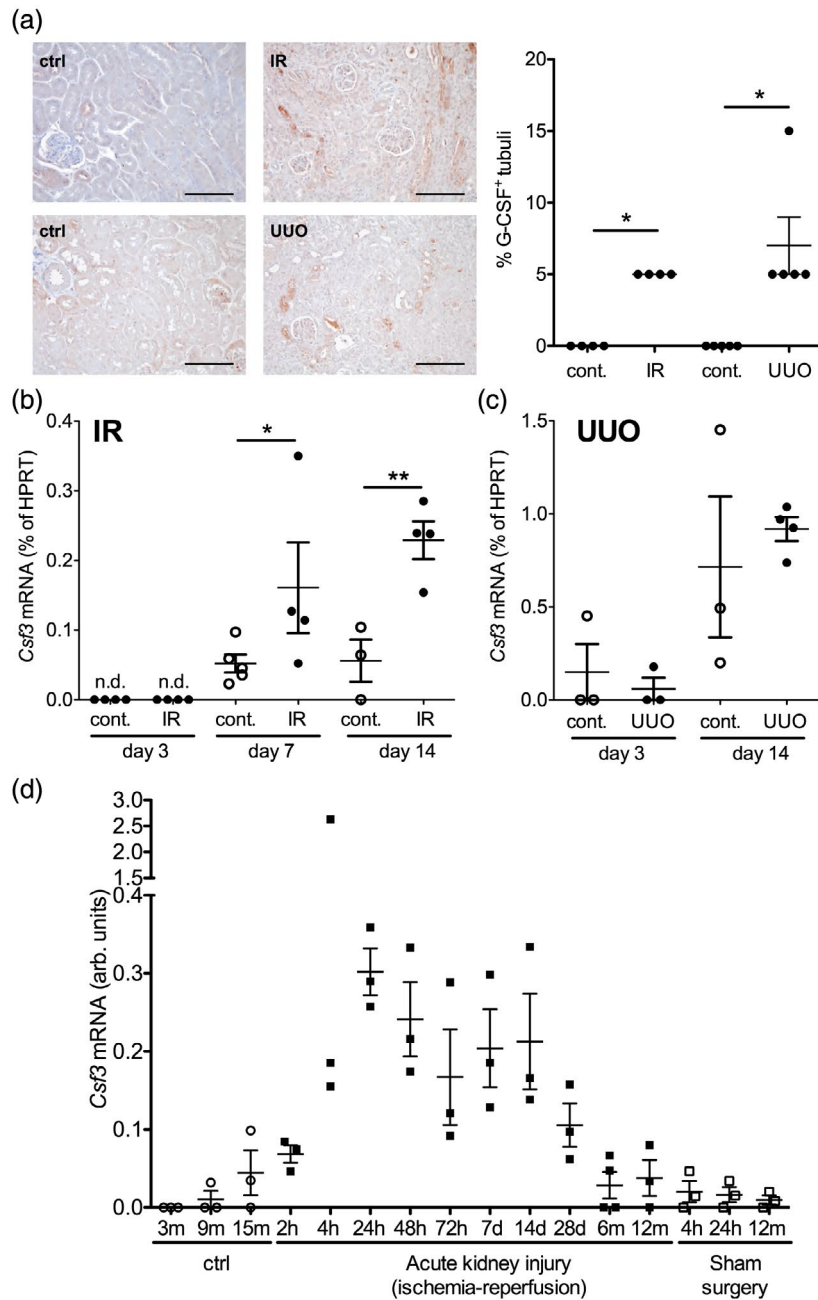 (a)
ctrl
IR
ctrl
UUO
% G-CSF+ tubuli
20
15
10
5
0
*
*
cont. IR cont. UUO
(b)
IR
Csf3 mRNA (% of HPRT)
0.4
0.3
0.2
0.1
0.0
*
**
n.d. n.d.
cont. IR cont. IR cont. IR
day 3 day 7 day 14
(c)
UUO
Csf3 mRNA (% of HPRT)
1.5
1.0
0.5
0.0
cont. UUO cont. UUO
day 3 day 14
(d)
Csf3 mRNA (arb. units)
3.0
2.5
2.0
1.5
1.0
0.5
0.4
0.3
0.2
0.1
0.0
3m 9m 15m 2h 4h 24h 48h 72h 7d 14d 28d 6m 12m 4h 24h 12m
ctrl Acute kidney injury Sham
(ischemia-reperfusion) surgery